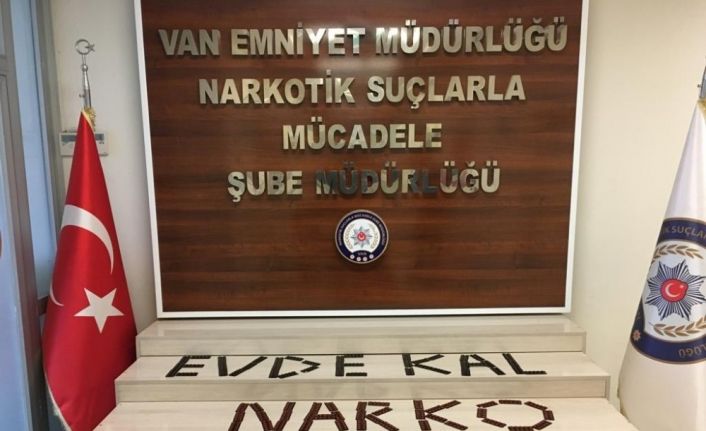 VAN EMNİYET MÜDÜRLÜĞÜ
NARKOTİK SUÇLARLA
MÜCADELE
ŞUBE MÜDÜRLÜĞÜ
EVDE KAL
NARKO